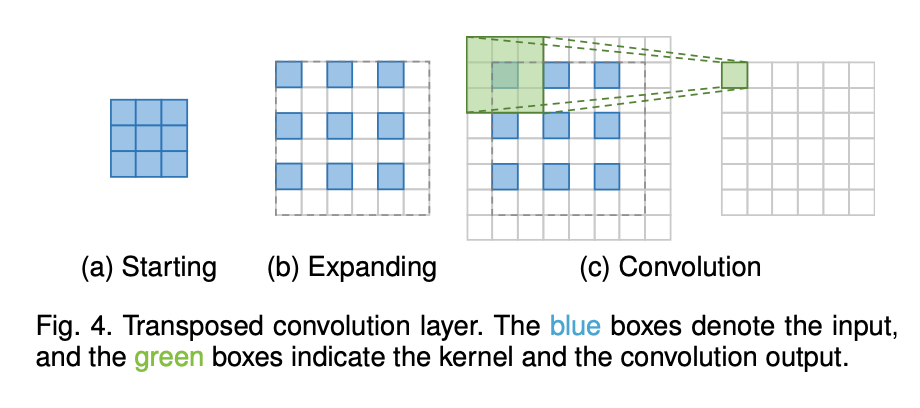 (a) Starting
(b) Expanding
(c) Convolution
Fig. 4. Transposed convolution layer. The blue boxes denote the input,
and the green boxes indicate the kernel and the convolution output.